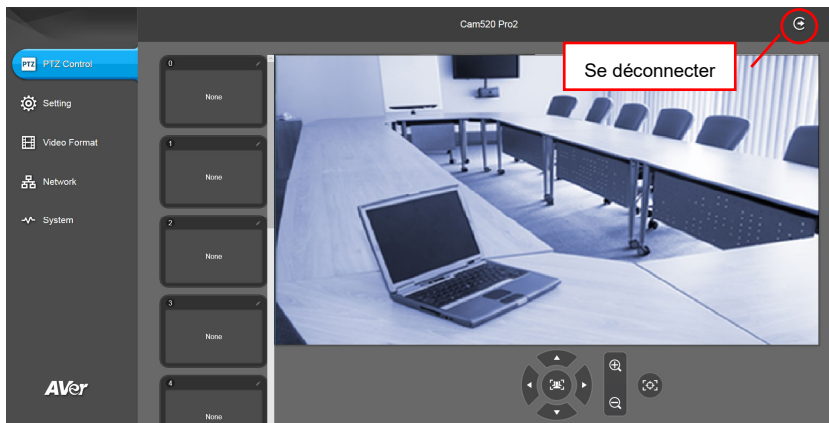 Cam520 Pro2
Se déconnecter
PTZ PTZ Control
Setting
Video Format
Network
System
AVer
0
None
1
None
2
None
3
None
4
None